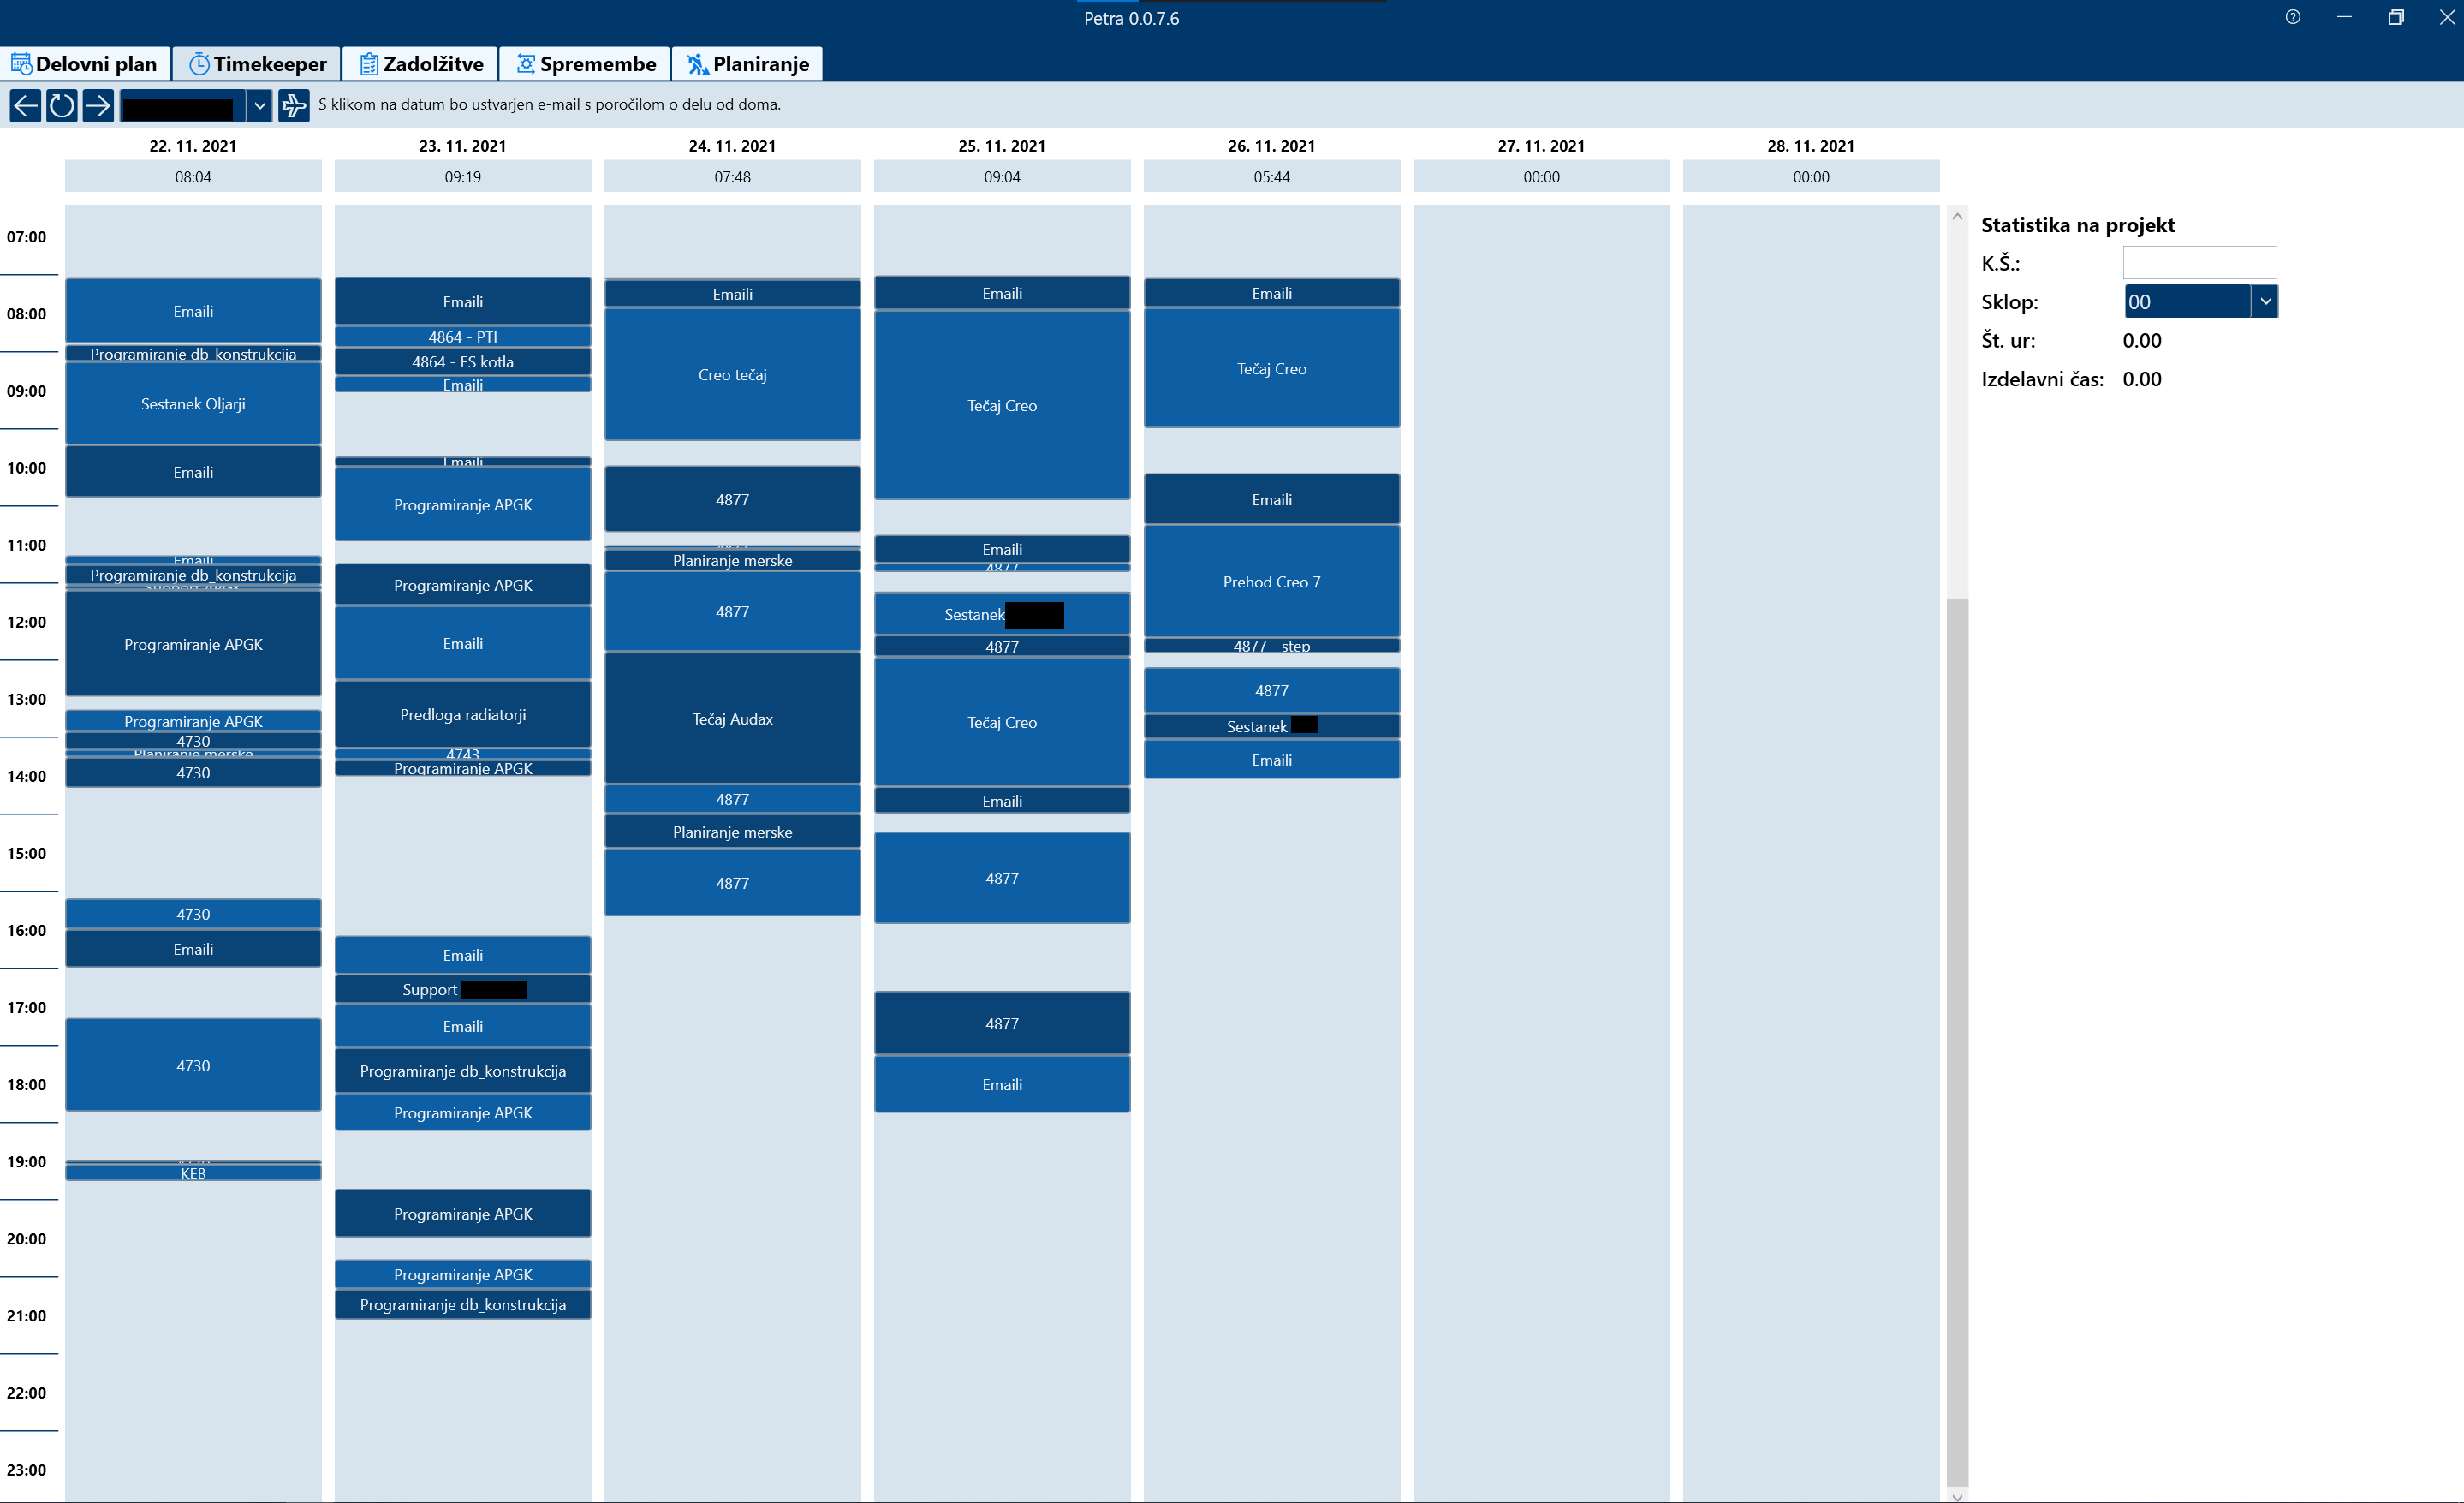 Petra 0.0.7.6
Delovni plan
Timekeeper
Zadolžitve
Spremembe
Planiranje
S klikom na datum bo ustvarjen e-mail s poročilom o delu od doma.
22. 11. 2021
23. 11. 2021
24. 11. 2021
25. 11. 2021
26. 11. 2021
27. 11. 2021
28. 11. 2021
08:04
09:19
07:48
09:04
05:44
00:00
00:00
07:00
08:00
09:00
10:00
11:00
12:00
13:00
14:00
15:00
16:00
17:00
18:00
19:00
20:00
21:00
22:00
23:00
Emaili
Programiranje db_konstrukcija
Sestanek Oljarji
Emaili
Emaili
Programiranje db_konstrukcija
Support APGK
Programiranje APGK
Programiranje APGK
4730
Planiranje merske
4730
4730
Emaili
4730
KEB
Emaili
4864 - PTI
4864 - ES kotla
Emaili
Emaili
Programiranje APGK
Programiranje APGK
Emaili
Predloga radiatorji
4743
Programiranje APGK
Emaili
Support
Emaili
Programiranje db_konstrukcija
Programiranje APGK
Programiranje APGK
Programiranje APGK
Programiranje db_konstrukcija
Emaili
Creo tečaj
4877
Planiranje merske
4877
Tečaj Audax
4877
Planiranje merske
4877
Emaili
Tečaj Creo
Emaili
4877
Sestanek
4877
Tečaj Creo
Emaili
4877
4877
Emaili
Emaili
Tečaj Creo
Emaili
Prehod Creo 7
4877 - step
4877
Sestanek
Emaili
Statistika na projekt
K.Š.:
Sklop: 00
Št. ur: 0.00
Izdelavni čas: 0.00